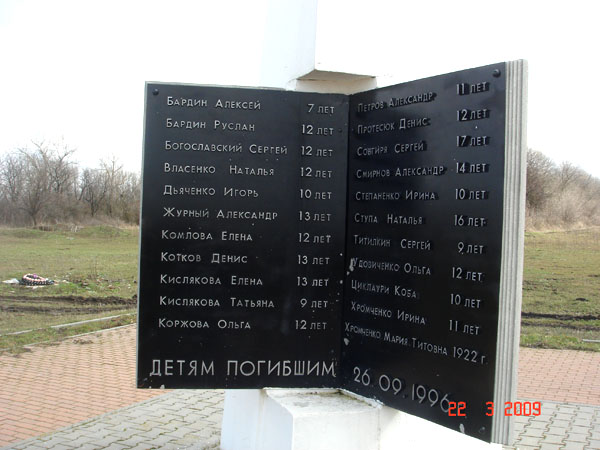 Бардин Алексей 7 лет
Бардин Руслан 12 лет
Богославский Сергей 12 лет
Власенко Наталья 12 лет
Дьяченко Игорь 10 лет
Журный Александр 13 лет
Комлова Елена 12 лет
Котков Денис 13 лет
Кислякова Елена 13 лет
Кислякова Татьяна 9 лет
Коржова Ольга 12 лет
ДЕТЯМ ПОГИБШИМ
Петров Александр 11 лет
Протесюк Денис 12 лет
Совгиря Сергей 17 лет
Смирнов Александр 14 лет
Степаненко Ирина 10 лет
Ступа Наталья 16 лет
Титилкин Сергей 9 лет
Удовиченко Ольга 12 лет
Циклаури Коба 10 лет
Хромченко Ирина 11 лет
Хромченко Мария Титовна 1922 г.
26.09.1996
22 3 2009